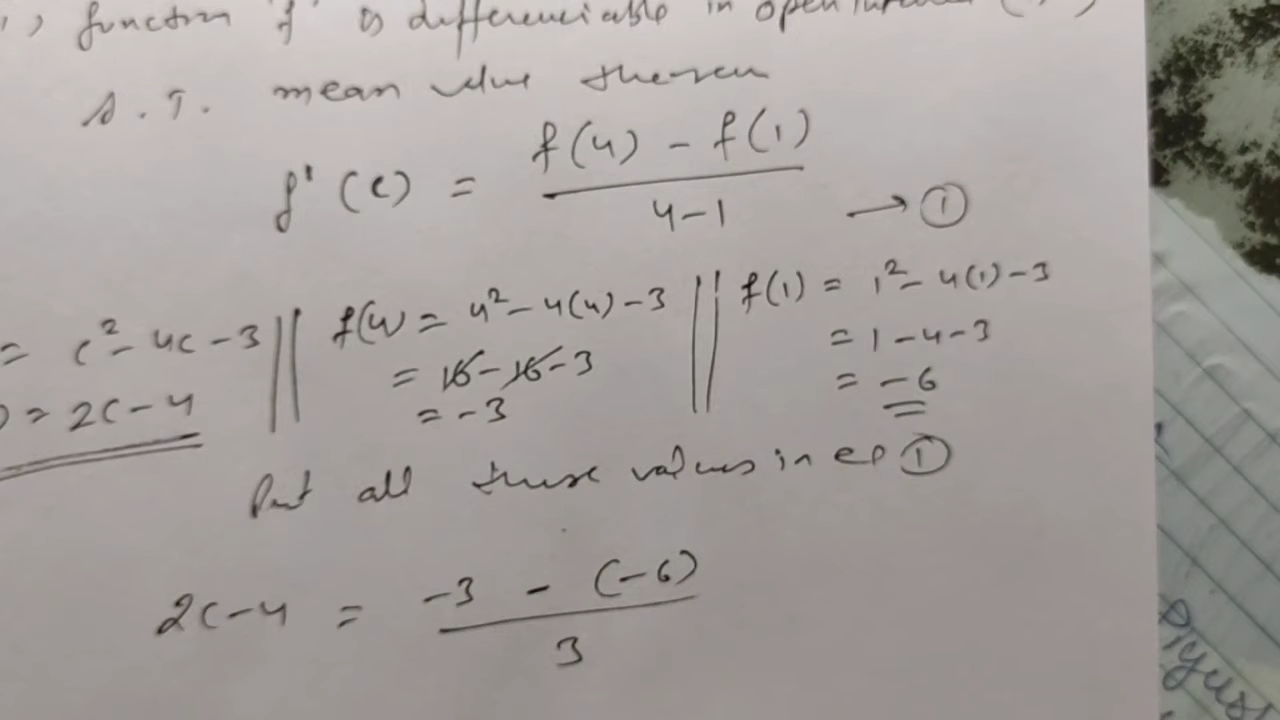 , function 'f' is differenciable in open
A.T. mean value theorem
f'(c) = f(4) - f(1) / 4-1 → ①
= c² - 4c - 3 || f(4) = 4² - 4(4) - 3 || f(1) = 1² - 4(1) - 3
= 2c - 4 || = 16 - 16 - 3 || = 1 - 4 - 3
= -3 || = -6
Put all these values in eq ①
2c - 4 = -3 - (-6) / 3
Piyus